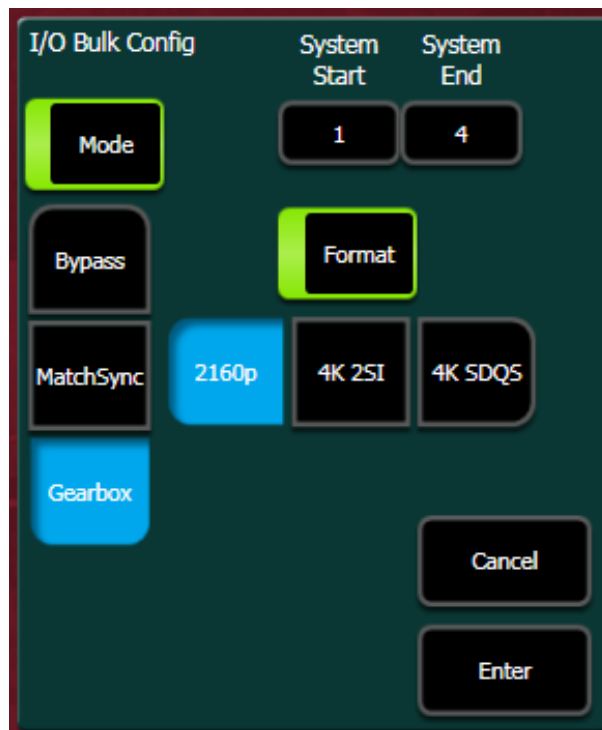 I/O Bulk Config
System Start
System End
Mode
1
4
Bypass
Format
MatchSync
2160p
4K 2SI
4K SDQS
Gearbox
Cancel
Enter